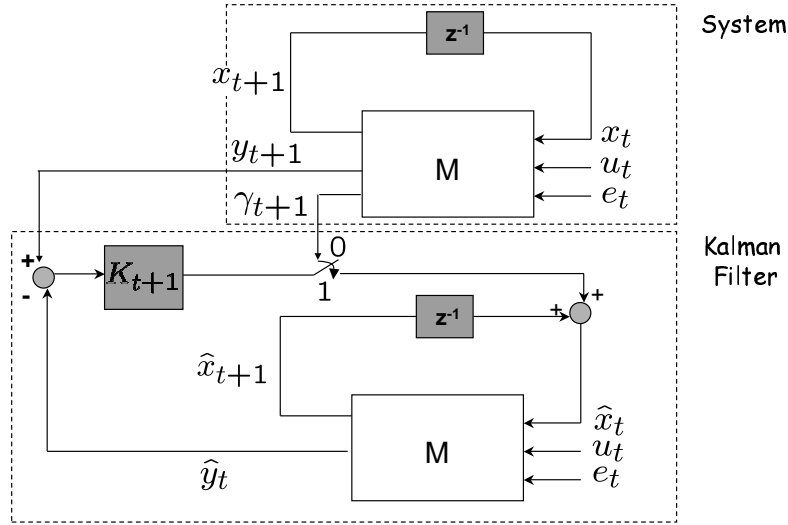 System
z⁻¹
x_{t+1}
y_{t+1}
γ_{t+1}
M
x_t
u_t
e_t
Kalman
Filter
+
-
K_{t+1}
0
1
+
+
z⁻¹
x̂_{t+1}
M
x̂_t
u_t
e_t
ŷ_t